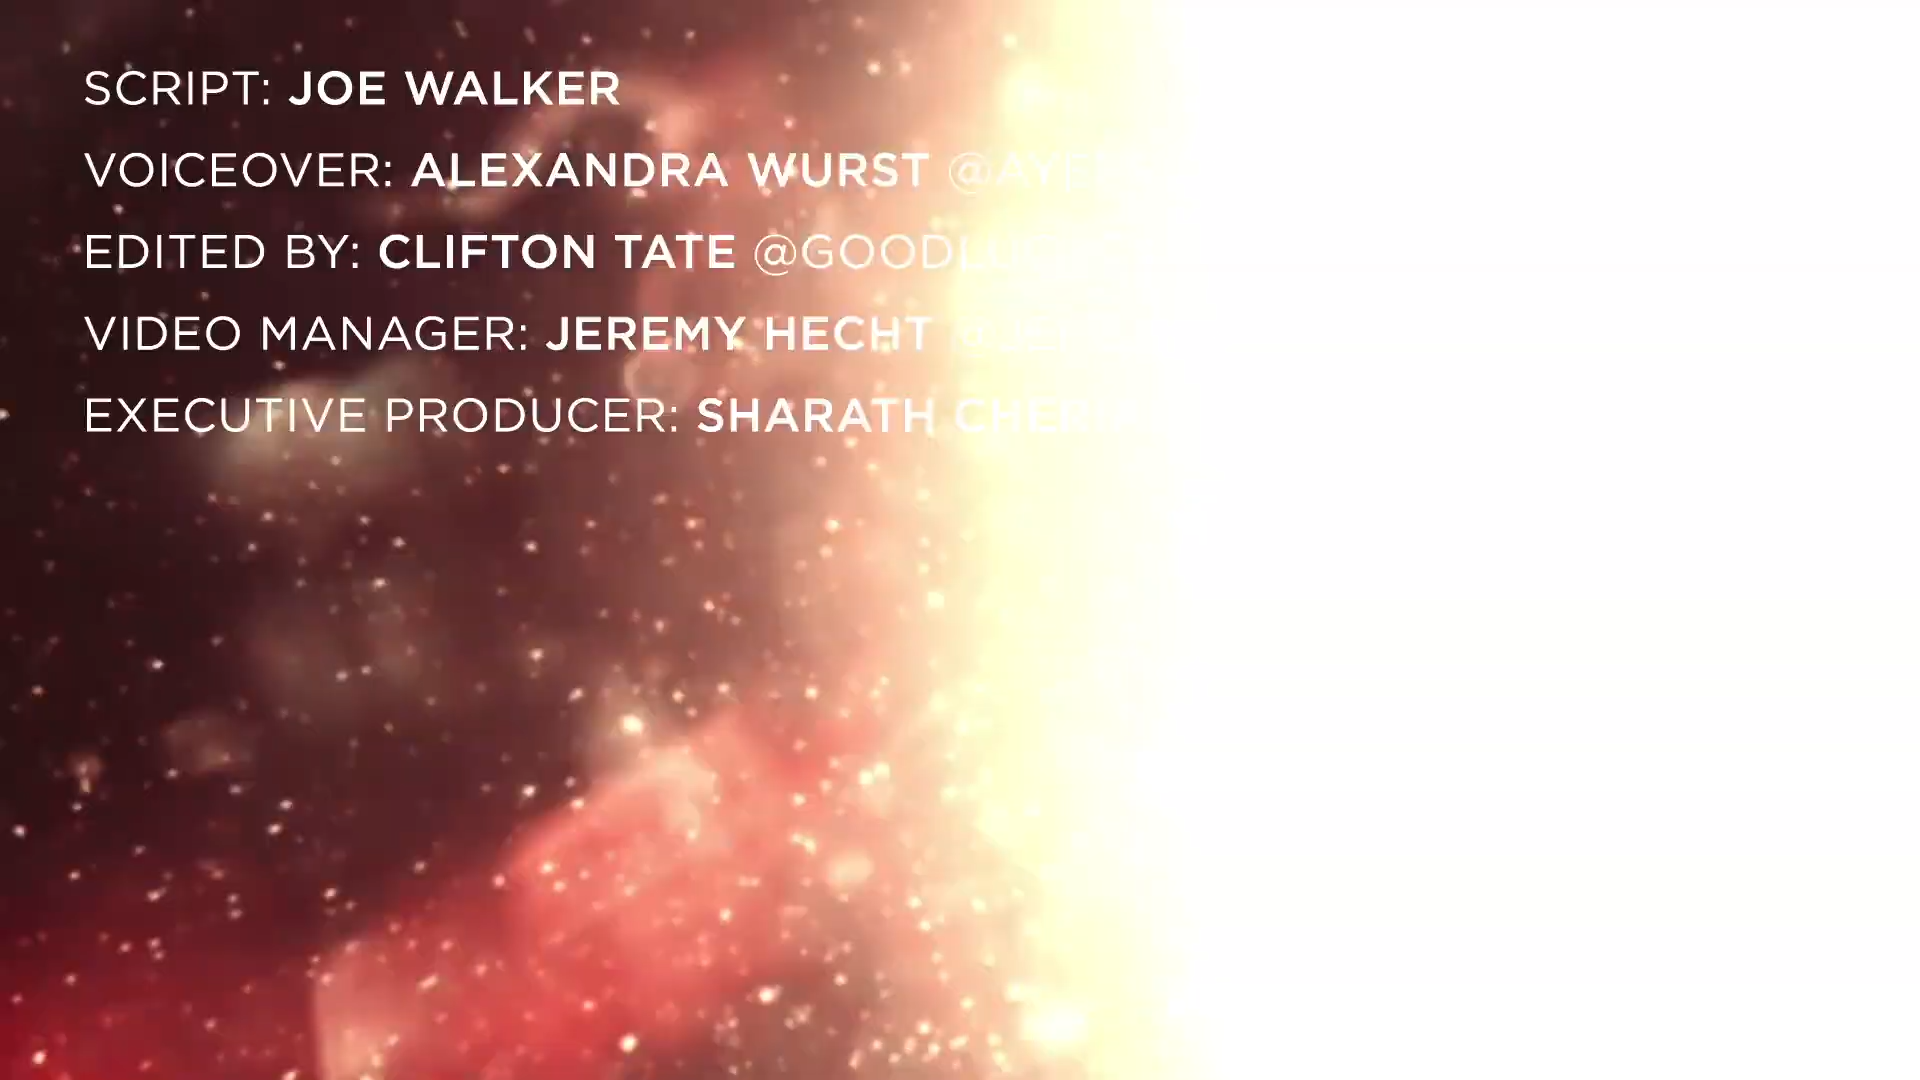 SCRIPT: JOE WALKER
VOICEOVER: ALEXANDRA WURST
EDITED BY: CLIFTON TATE
VIDEO MANAGER: JEREMY HECHT
EXECUTIVE PRODUCER: SHARATH